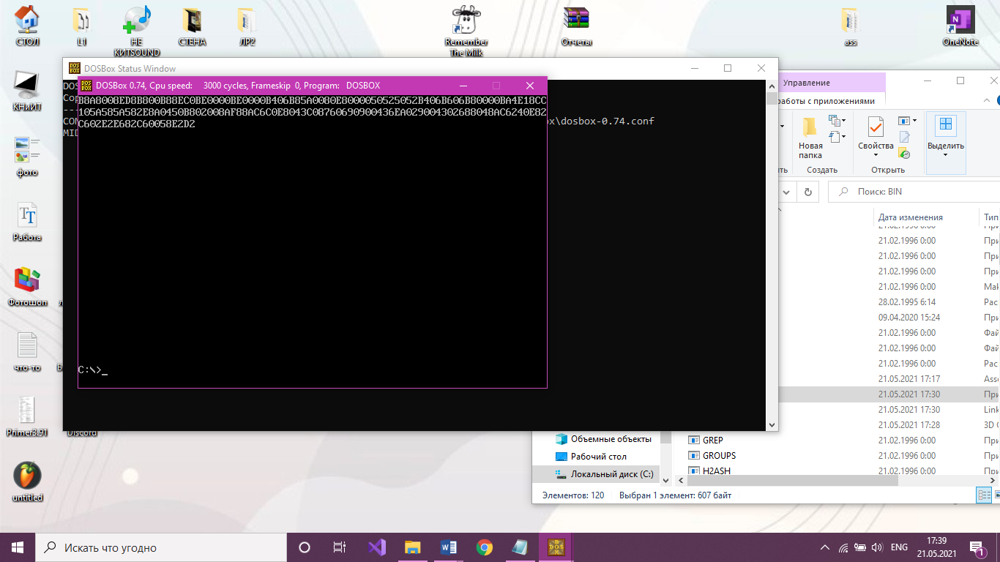 СТОЛ
L1
НЕ
КИТSOUND
СТЕНА
ЛР2
Remember
The Milk
Отчеты
ass
OneNote
КНИИТ
фото
Работа
Фотошоп
что-то
Primer3.91
Discord
untitled
DOSBox Status Window
DOSBox 0.74, Cpu speed: 3000 cycles, Frameskip 0, Program: DOSBOX
B8A8008ED8B800B88EC0BE0000BE0000B406B85A0080E8000050525052B406B606B80000BA4E18CC
105A585A582E8A0450B802008AF88AC6C0E8043C08760690900436EA029004302688048AC6240E82
C602E2E682C60058E2D2
C:\>_
DOS
Cop
---
CON
ox\dosbox-0.74.conf
MID
Управление
работы с приложениями
Новая
папка
Создать
Свойства
Открыть
Выделить
Поиск: BIN
Дата изменения
Тип
21.02.1996 0:00
21.02.1996 0:00 При
21.02.1996 0:00 При
21.02.1996 0:00 При
21.02.1996 0:00 Mak
28.02.1995 6:14 Рас
09.04.2020 15:24 При
21.02.1996 0:00 Фай
21.02.1996 0:00 Фай
21.02.1996 0:00 Рас
21.05.2021 17:17 Asse
21.05.2021 17:30 При
21.05.2021 17:30 Link
21.05.2021 17:28 3D O
GREP 21.02.1996 0:00 При
GROUPS 21.02.1996 0:00 При
H2ASH 21.02.1996 0:00 При
Объемные объекты
Рабочий стол
Локальный диск (C:)
Элементов: 120
Выбран 1 элемент: 607 байт
Искать что угодно
ENG
17:39
21.05.2021
1